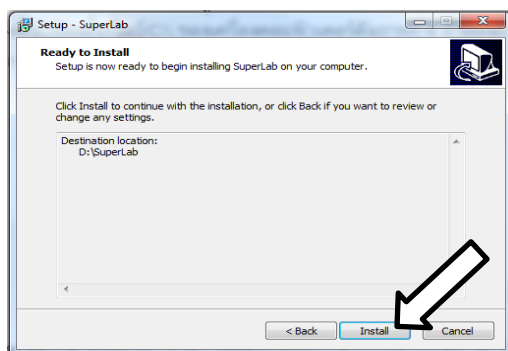 Setup - SuperLab
Ready to Install
Setup is now ready to begin installing SuperLab on your computer.
Click Install to continue with the installation, or click Back if you want to review or
change any settings.
Destination location:
D:\SuperLab
< Back
Install
Cancel